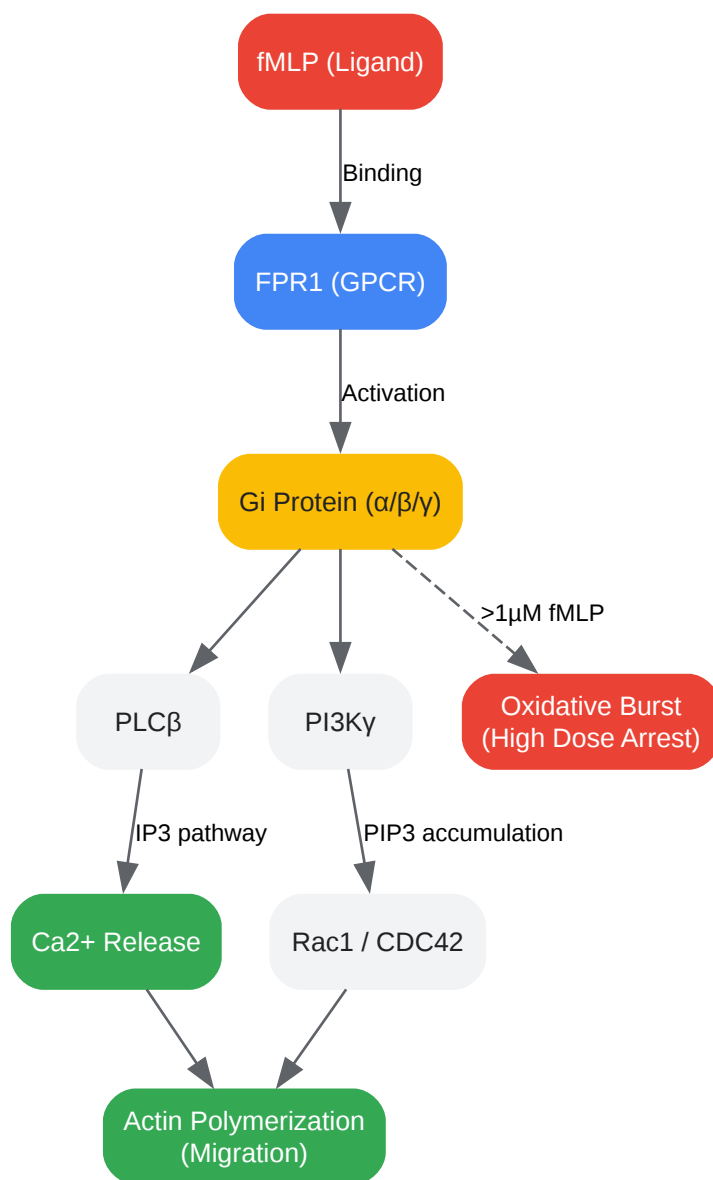 fMLP (Ligand)
Binding
FPR1 (GPCR)
Activation
Gi Protein (α/β/γ)
>1µM fMLP
PLCβ
PI3Kγ
Oxidative Burst
(High Dose Arrest)
IP3 pathway
PIP3 accumulation
Ca2+ Release
Rac1 / CDC42
Actin Polymerization
(Migration)